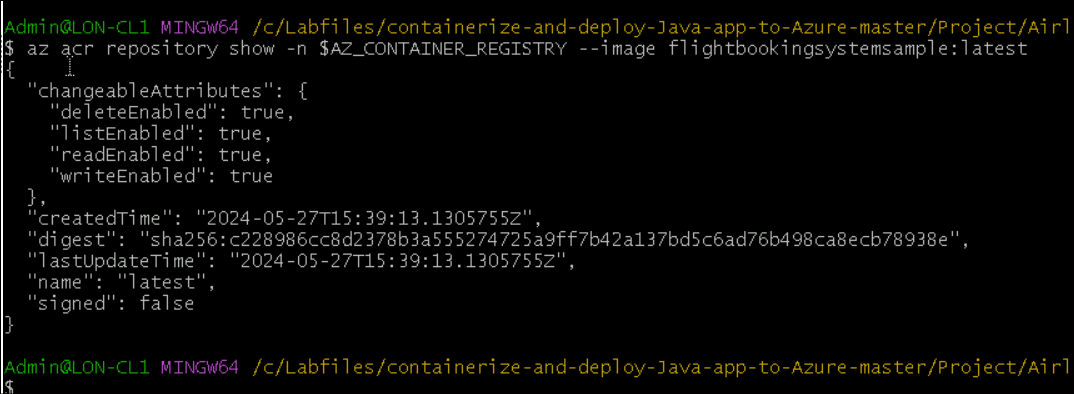 Admin@LON-CL1 MINGW64 /c/Labfiles/containerize-and-deploy-Java-app-to-Azure-master/Project/Airl
$ az acr repository show -n $AZ_CONTAINER_REGISTRY --image flightbookingsystemsample:latest
{
  "changeableAttributes": {
    "deleteEnabled": true,
    "listEnabled": true,
    "readEnabled": true,
    "writeEnabled": true
  },
  "createdTime": "2024-05-27T15:39:13.1305755Z",
  "digest": "sha256:c228986cc8d2378b3a555274725a9ff7b42a137bd5c6ad76b498ca8ecb78938e",
  "lastUpdateTime": "2024-05-27T15:39:13.1305755Z",
  "name": "latest",
  "signed": false
}
Admin@LON-CL1 MINGW64 /c/Labfiles/containerize-and-deploy-Java-app-to-Azure-master/Project/Airl
$